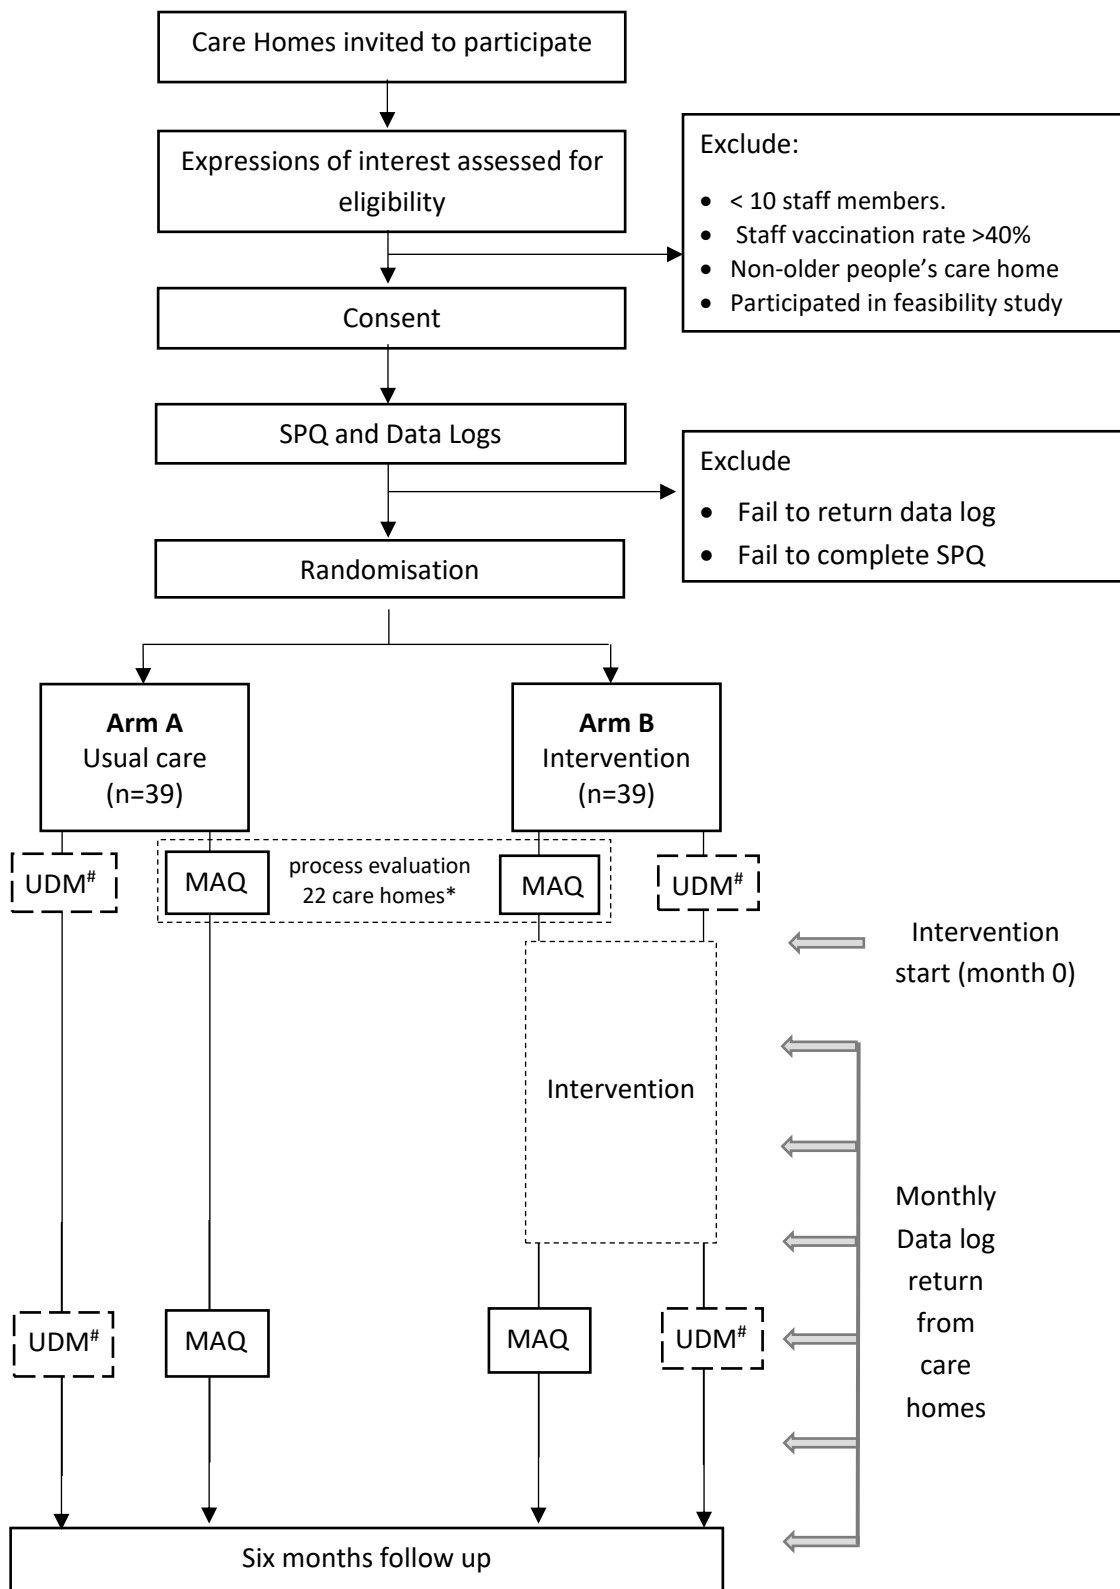 Care Homes invited to participate
Expressions of interest assessed for
eligibility
Exclude:
• < 10 staff members.
• Staff vaccination rate >40%
• Non-older people’s care home
• Participated in feasibility study
Consent
SPQ and Data Logs
Exclude
• Fail to return data log
• Fail to complete SPQ
Randomisation
Arm A
Usual care
(n=39)
Arm B
Intervention
(n=39)
UDM#
MAQ
process evaluation
22 care homes*
MAQ
UDM#
Intervention
start (month 0)
Intervention
Monthly
Data log
return
from
care
homes
UDM#
MAQ
MAQ
UDM#
Six months follow up